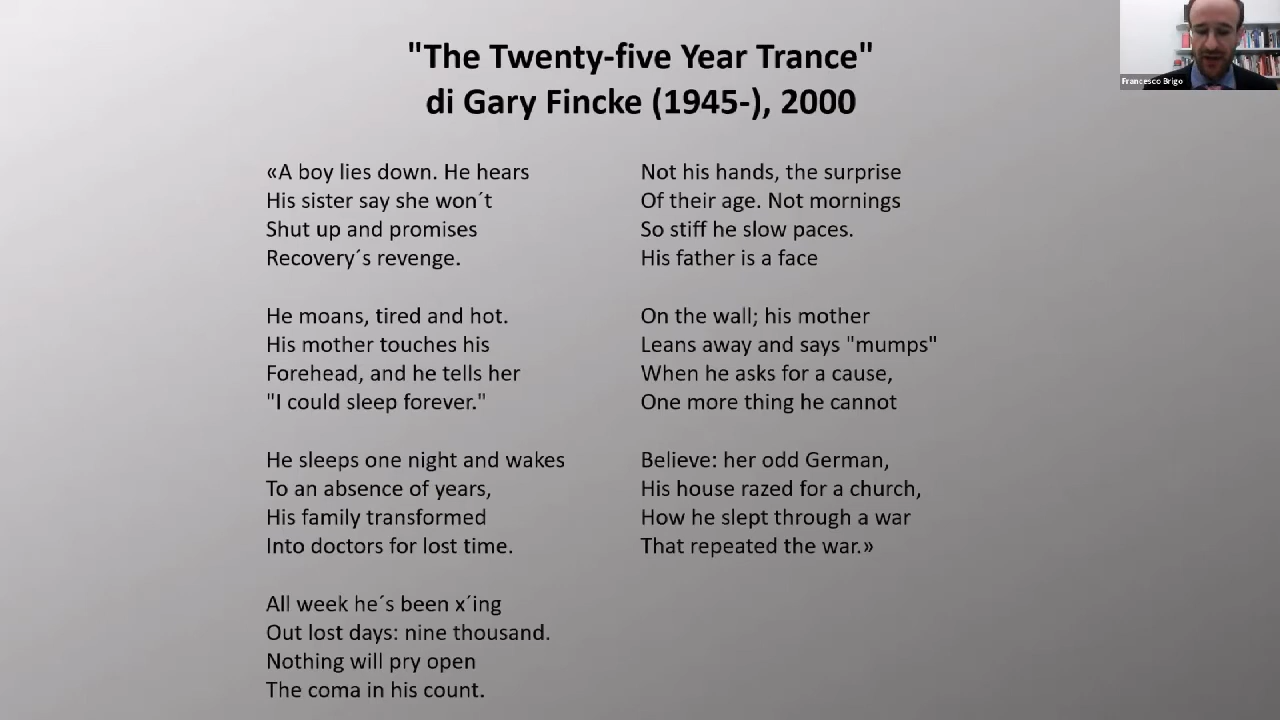 "The Twenty-five Year Trance"
di Gary Fincke (1945-), 2000
Francesco Brigo
«A boy lies down. He hears
His sister say she won´t
Shut up and promises
Recovery´s revenge.
He moans, tired and hot.
His mother touches his
Forehead, and he tells her
"I could sleep forever."
He sleeps one night and wakes
To an absence of years,
His family transformed
Into doctors for lost time.
All week he´s been x´ing
Out lost days: nine thousand.
Nothing will pry open
The coma in his count.
Not his hands, the surprise
Of their age. Not mornings
So stiff he slow paces.
His father is a face
On the wall; his mother
Leans away and says "mumps"
When he asks for a cause,
One more thing he cannot
Believe: her odd German,
His house razed for a church,
How he slept through a war
That repeated the war.»